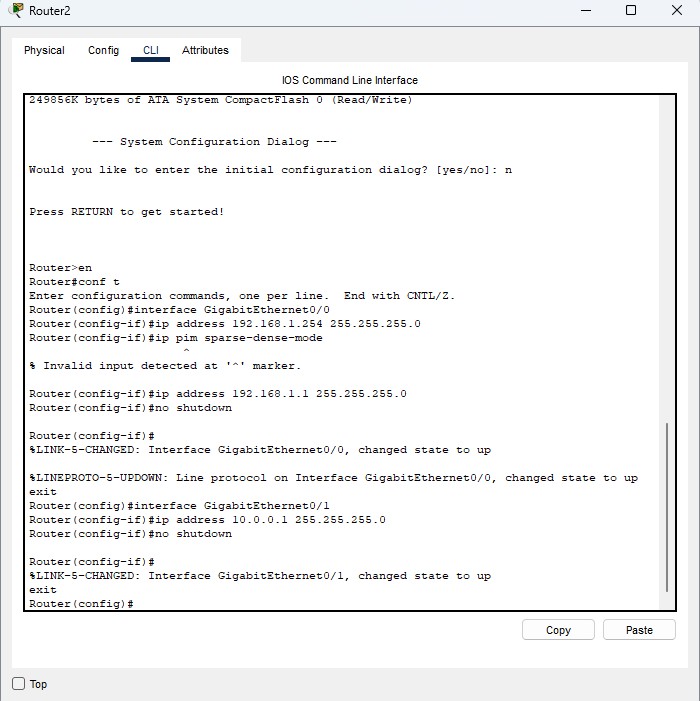 Router2
Physical Config CLI Attributes
IOS Command Line Interface
249856K bytes of ATA System CompactFlash 0 (Read/Write)
--- System Configuration Dialog ---
Would you like to enter the initial configuration dialog? [yes/no]: n
Press RETURN to get started!
Router>en
Router#conf t
Enter configuration commands, one per line.  End with CNTL/Z.
Router(config)#interface GigabitEthernet0/0
Router(config-if)#ip address 192.168.1.254 255.255.255.0
Router(config-if)#ip pim sparse-dense-mode
^
% Invalid input detected at '^' marker.
Router(config-if)#ip address 192.168.1.1 255.255.255.0
Router(config-if)#no shutdown
Router(config-if)#
%LINK-5-CHANGED: Interface GigabitEthernet0/0, changed state to up
%LINEPROTO-5-UPDOWN: Line protocol on Interface GigabitEthernet0/0, changed state to up
exit
Router(config)#interface GigabitEthernet0/1
Router(config-if)#ip address 10.0.0.1 255.255.255.0
Router(config-if)#no shutdown
Router(config-if)#
%LINK-5-CHANGED: Interface GigabitEthernet0/1, changed state to up
exit
Router(config)#
Copy Paste
Top